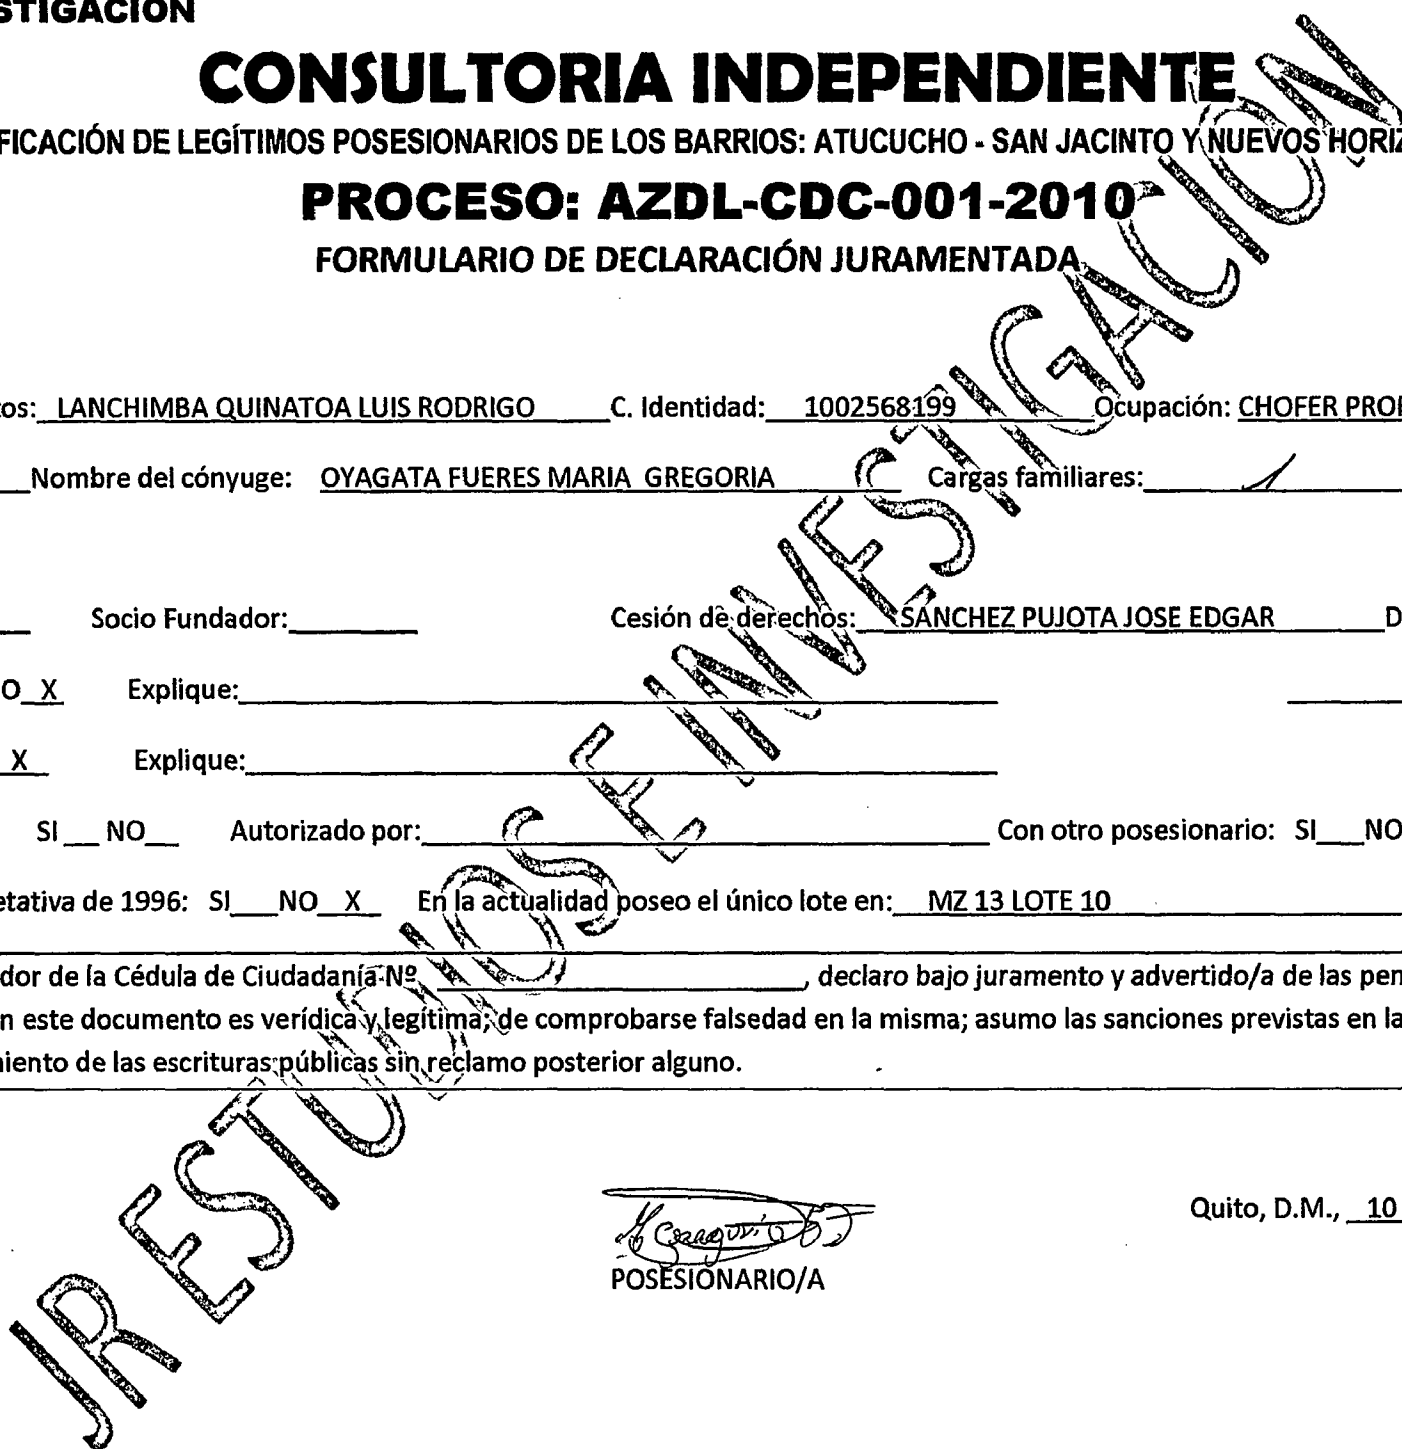 STIGACIÓN
CONSULTORIA INDEPENDIENTE
FICACIÓN DE LEGÍTIMOS POSESIONARIOS DE LOS BARRIOS: ATUCUCHO - SAN JACINTO Y NUEVOS HORIZ
PROCESO: AZDL-CDC-001-2010
FORMULARIO DE DECLARACIÓN JURAMENTADA
tos: LANCHIMBA QUINATOA LUIS RODRIGO C. Identidad: 1002568199 Ocupación: CHOFER PROF
Nombre del cónyuge: OYAGATA FUERES MARIA GREGORIA Cargas familiares: 1
Socio Fundador: Cesión de derechos: SANCHEZ PUJOTA JOSE EDGAR D
O X Explique:
X Explique:
SI NO Autorizado por: Con otro posesionario: SI NO
etativa de 1996: SI NO X En la actualidad poseo el único lote en: MZ 13 LOTE 10
dor de la Cédula de Ciudadanía Nº , declaro bajo juramento y advertido/a de las pen
n este documento es verídica y legítima; de comprobarse falsedad en la misma; asumo las sanciones previstas en la
niento de las escrituras públicas sin reclamo posterior alguno.
Quito, D.M., 10
POSESIONARIO/A
JR ESTUDIOS E INVESTIGACION